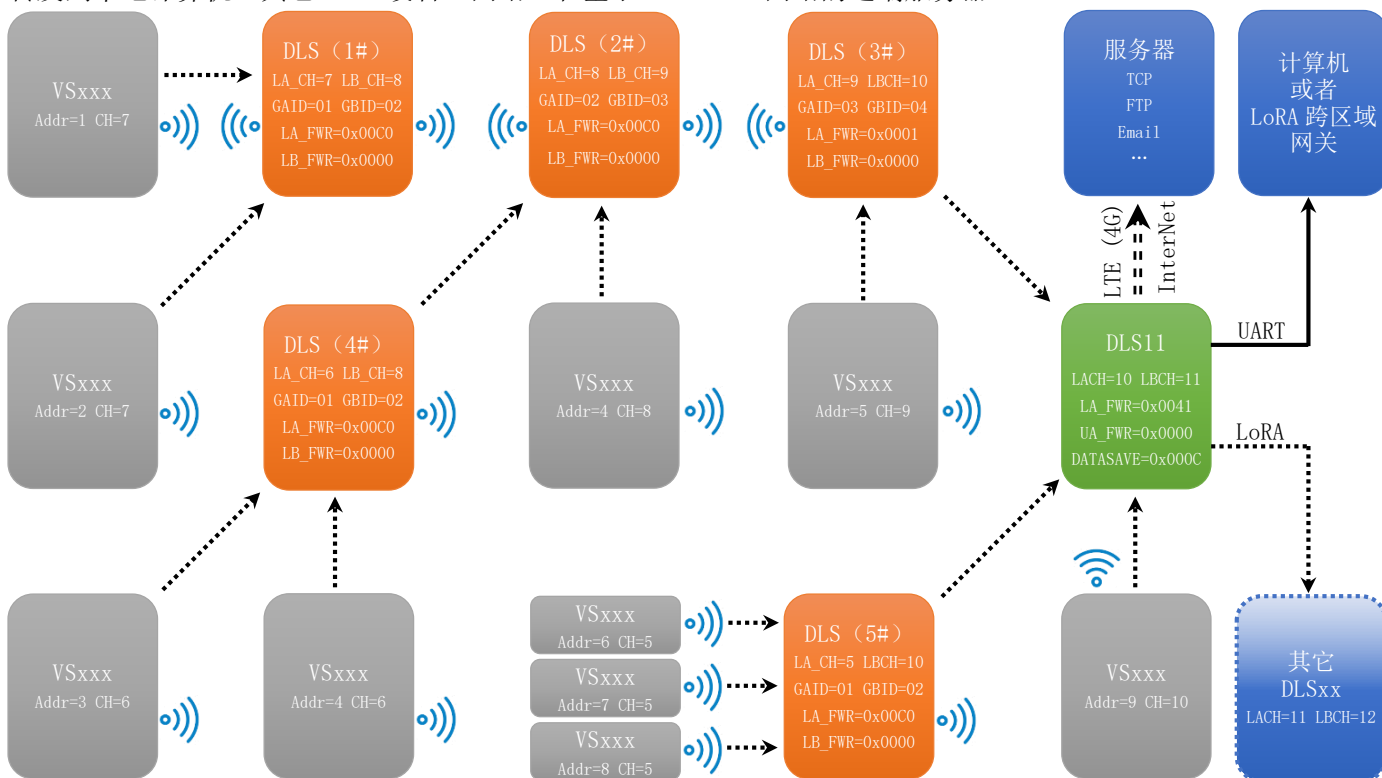 VSxxx
Addr=1 CH=7
DLS（1#）
LA_CH=7 LB_CH=8
GAID=01 GBID=02
LA_FWR=0x00C0
LB_FWR=0x0000
DLS（2#）
LA_CH=8 LB_CH=9
GAID=02 GBID=03
LA_FWR=0x00C0
LB_FWR=0x0000
DLS（3#）
LA_CH=9 LBCH=10
GAID=03 GBID=04
LA_FWR=0x0001
LB_FWR=0x0000
服务器
TCP
FTP
Email
…
计算机
或者
LoRA 跨区域
网关
LTE (4G)
InterNet
VSxxx
Addr=2 CH=7
DLS（4#）
LA_CH=6 LB_CH=8
GAID=01 GBID=02
LA_FWR=0x00C0
LB_FWR=0x0000
VSxxx
Addr=4 CH=8
VSxxx
Addr=5 CH=9
DLS11
LACH=10 LBCH=11
LA_FWR=0x0041
UA_FWR=0x0000
DATASAVE=0x000C
UART
LoRA
VSxxx
Addr=3 CH=6
VSxxx
Addr=4 CH=6
VSxxx
Addr=6 CH=5
VSxxx
Addr=7 CH=5
VSxxx
Addr=8 CH=5
DLS（5#）
LA_CH=5 LBCH=10
GAID=01 GBID=02
LA_FWR=0x00C0
LB_FWR=0x0000
VSxxx
Addr=9 CH=10
其它
DLSxx
LACH=11 LBCH=12